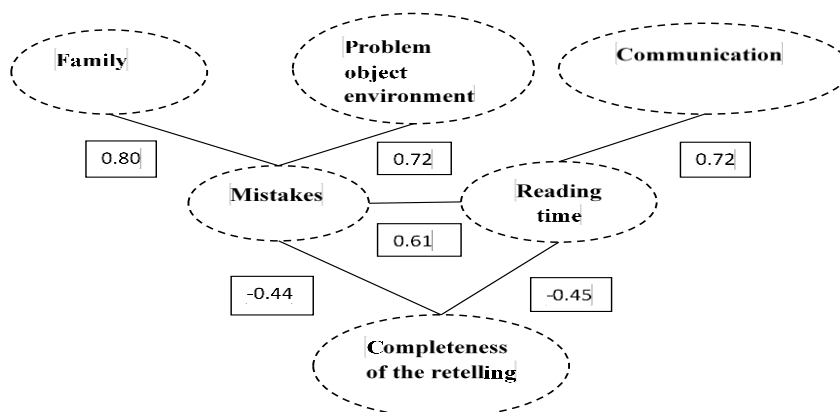 Family
Problem
object
environment
Communication
0.80
0.72
0.72
Mistakes
Reading
time
0.61
-0.44
-0.45
Completeness
of the retelling